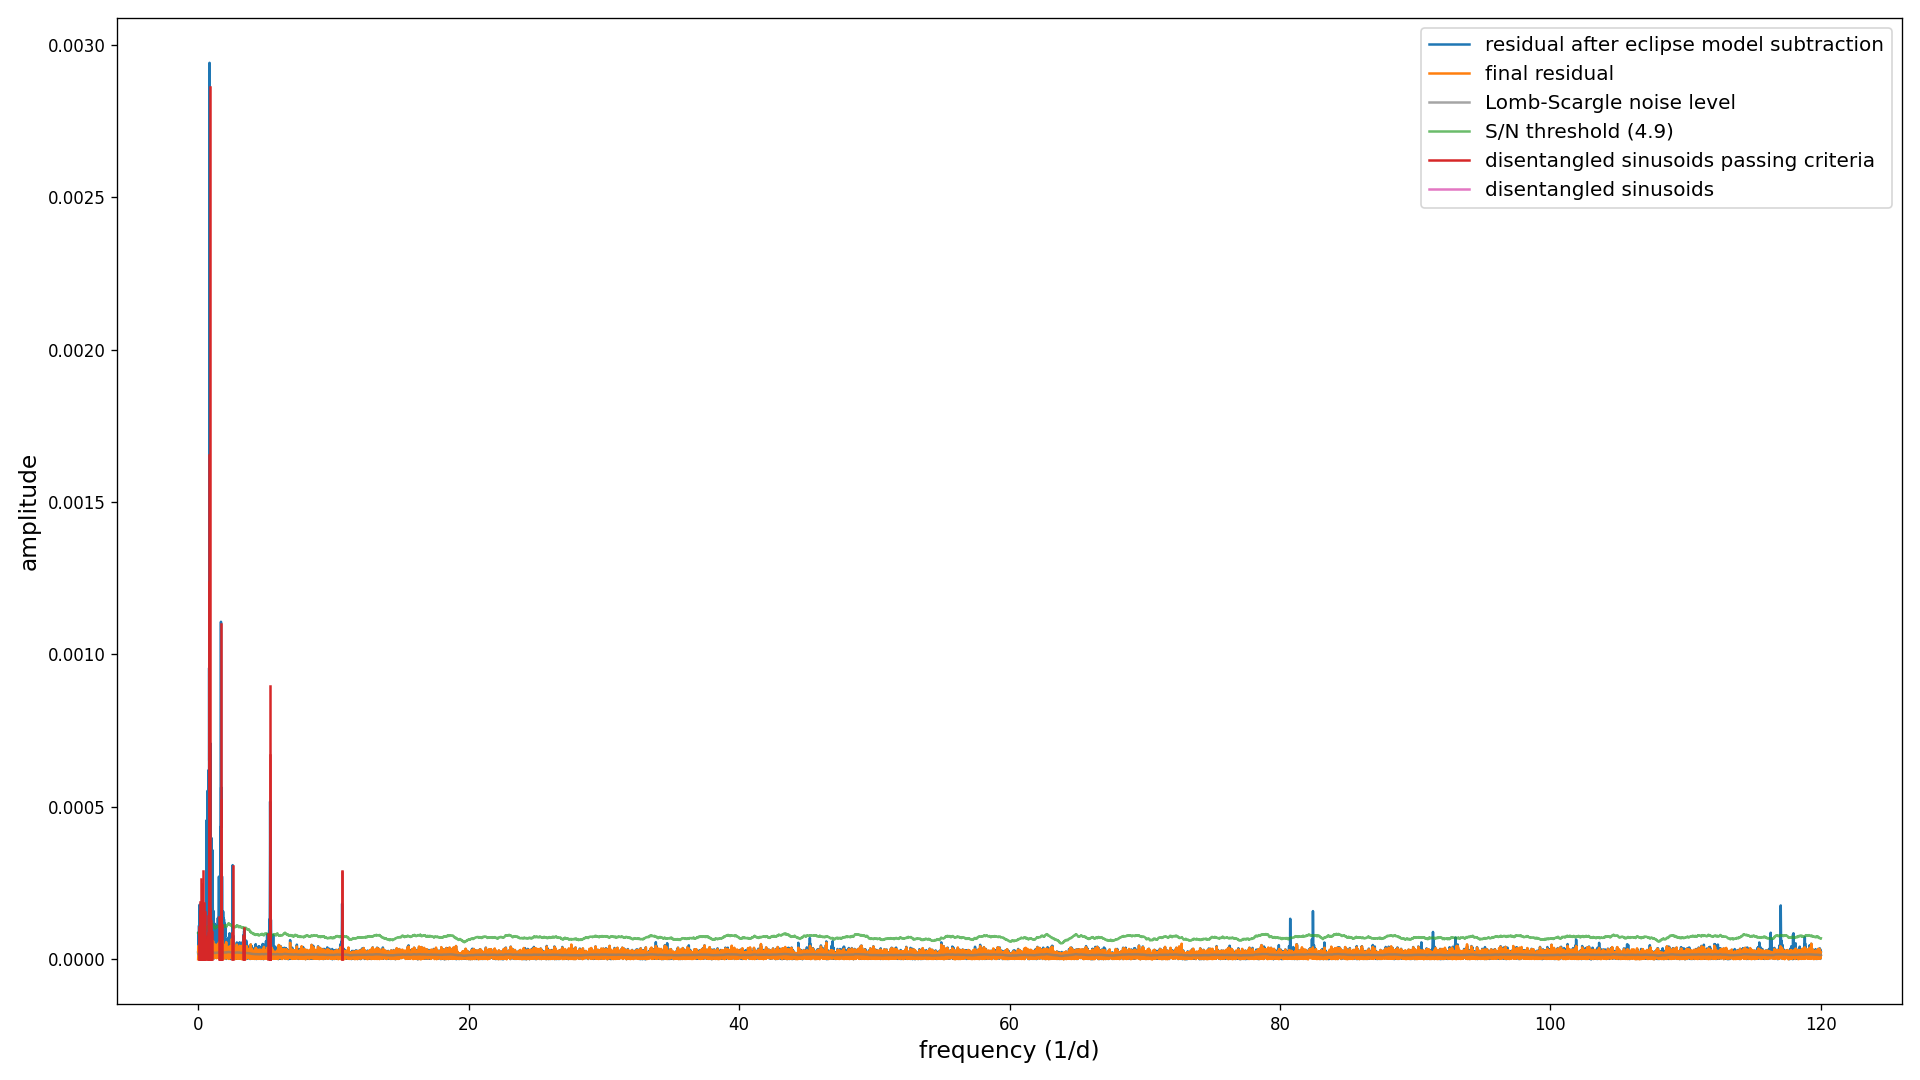 residual after eclipse model subtraction
final residual
Lomb-Scargle noise level
S/N threshold (4.9)
disentangled sinusoids passing criteria
disentangled sinusoids
0.0030
0.0025
0.0020
0.0015
0.0010
0.0005
0.0000
amplitude
0 20 40 60 80 100 120
frequency (1/d)